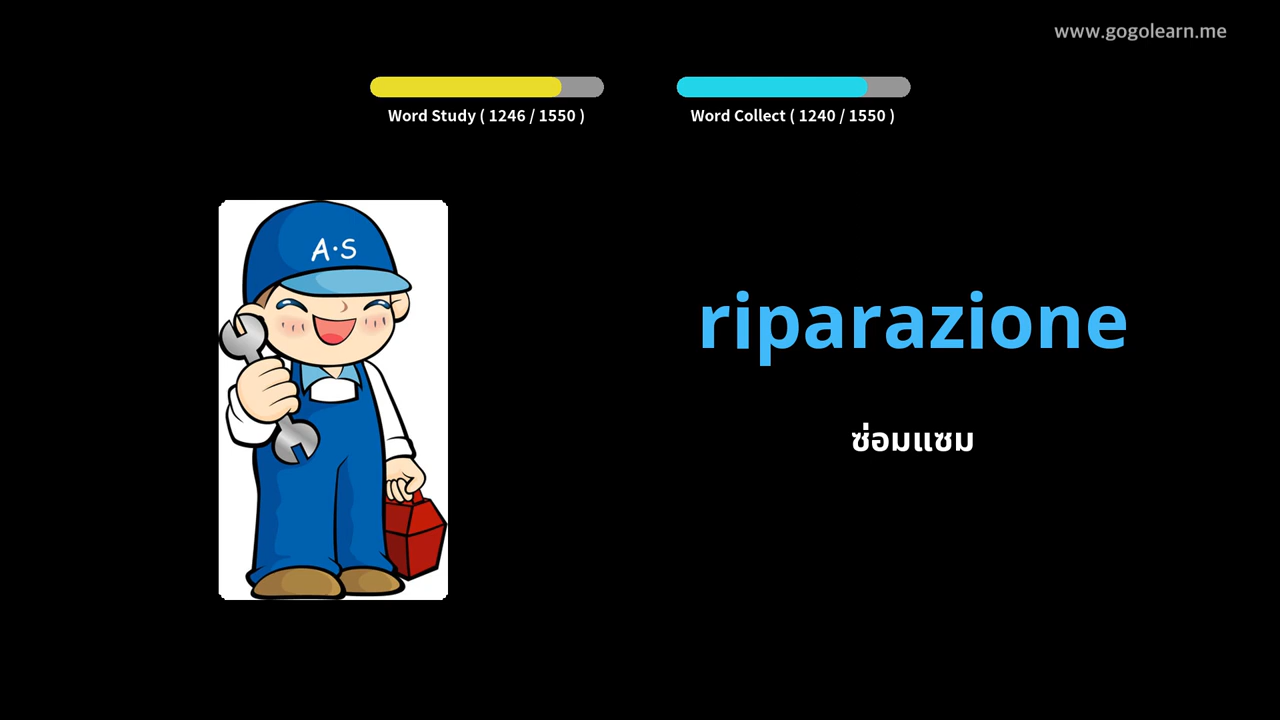 www.gogolearn.me
Word Study ( 1246 / 1550 )
Word Collect ( 1240 / 1550 )
A·S
riparazione
ซ่อมแซม